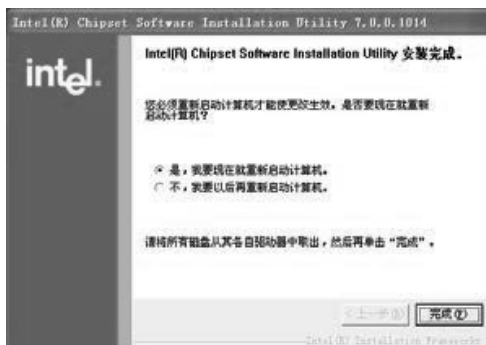 Intel(R) Chipset Software Installation Utility 7.0.0.1014
intel.
Intel(R) Chipset Software Installation Utility 安装完成。
您必须重新启动计算机才能使更改生效。是否要现在就重新
启动计算机？
是，我要现在就重新启动计算机。
不，我要以后再重新启动计算机。
请将所有磁盘从其各自驱动器中取出，然后再单击“完成”。
<上一步(B)
完成(F)
Intel(R) Installation Frameworks